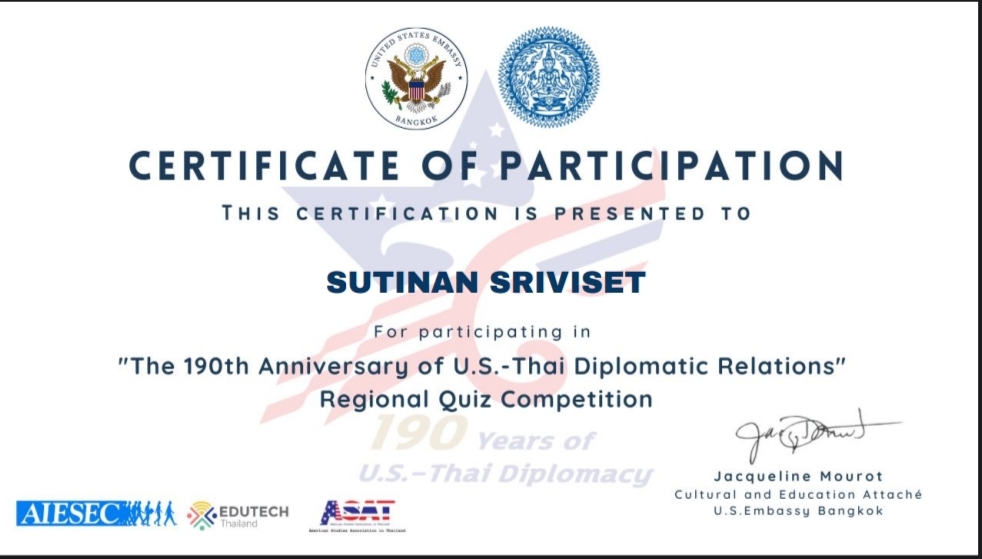 UNITED STATES EMBASSY
BANGKOK
CERTIFICATE OF PARTICIPATION
THIS CERTIFICATION IS PRESENTED TO
SUTINAN SRIVISET
For participating in
"The 190th Anniversary of U.S.-Thai Diplomatic Relations"
Regional Quiz Competition
190 Years of
U.S.-Thai Diplomacy
Jacqueline Mourot
Cultural and Education Attaché
U.S.Embassy Bangkok
AIESEC
EDUTECH
Thailand
ASAT
American Studies Association in Thailand